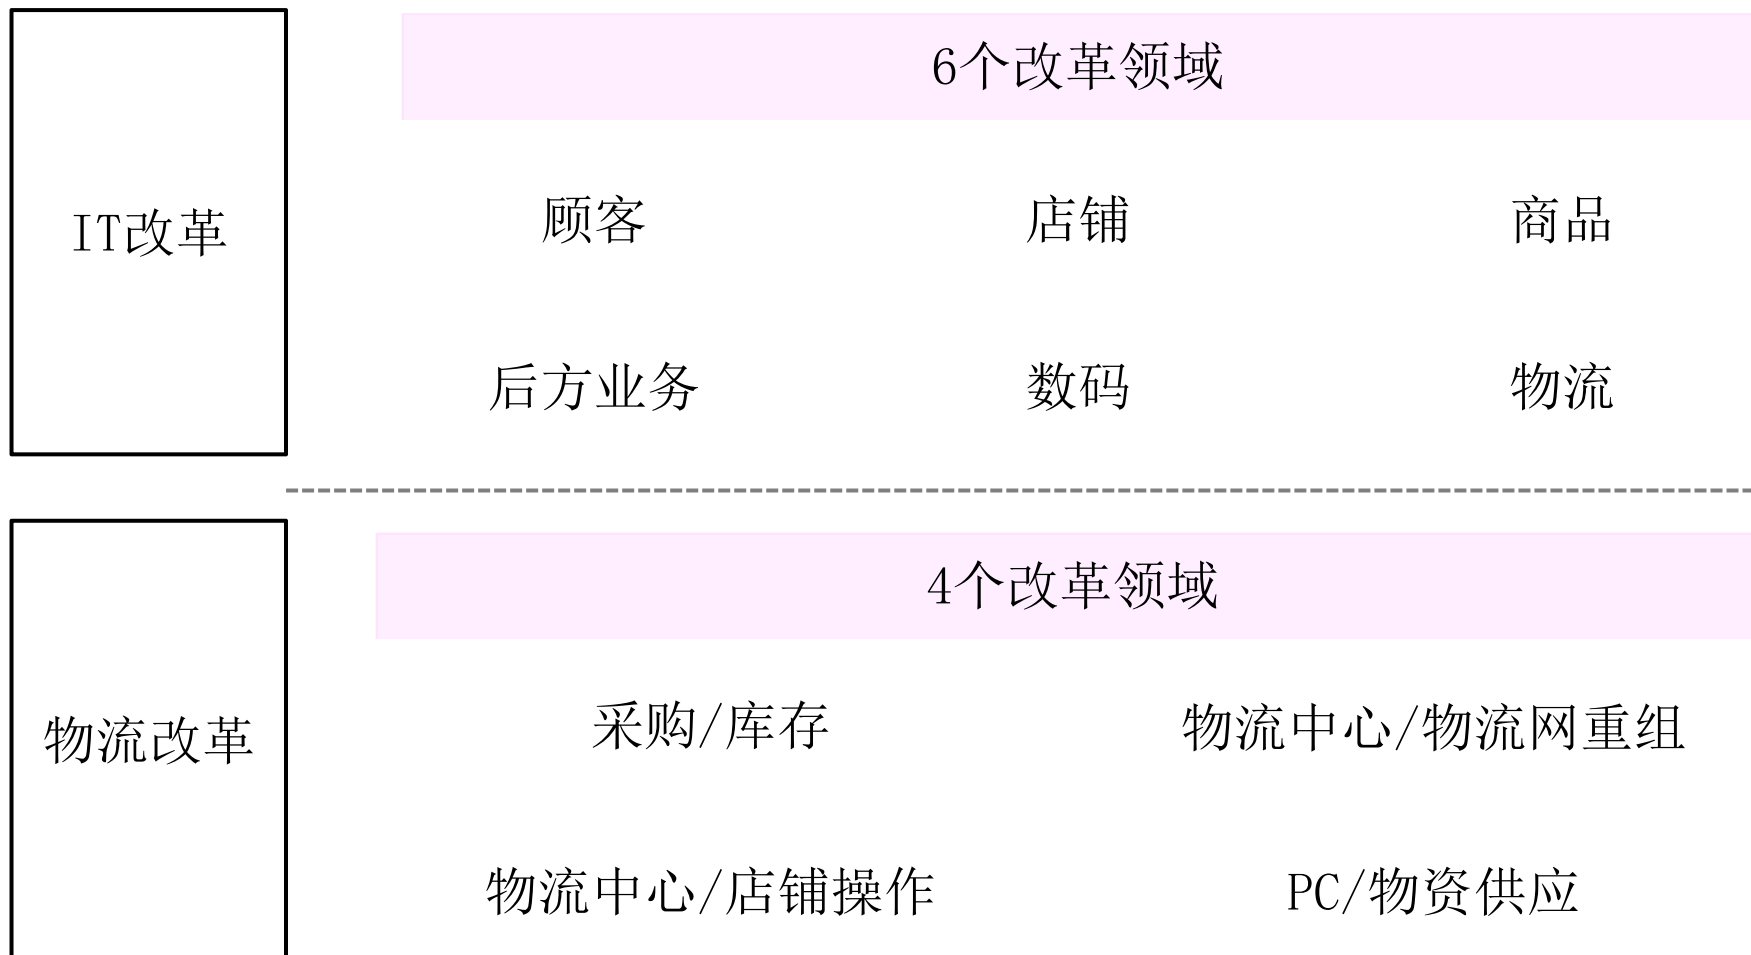 6个改革领域
IT改革
顾客 店铺 商品
后方业务 数码 物流
4个改革领域
物流改革
采购/库存 物流中心/物流网重组
物流中心/店铺操作 PC/物资供应